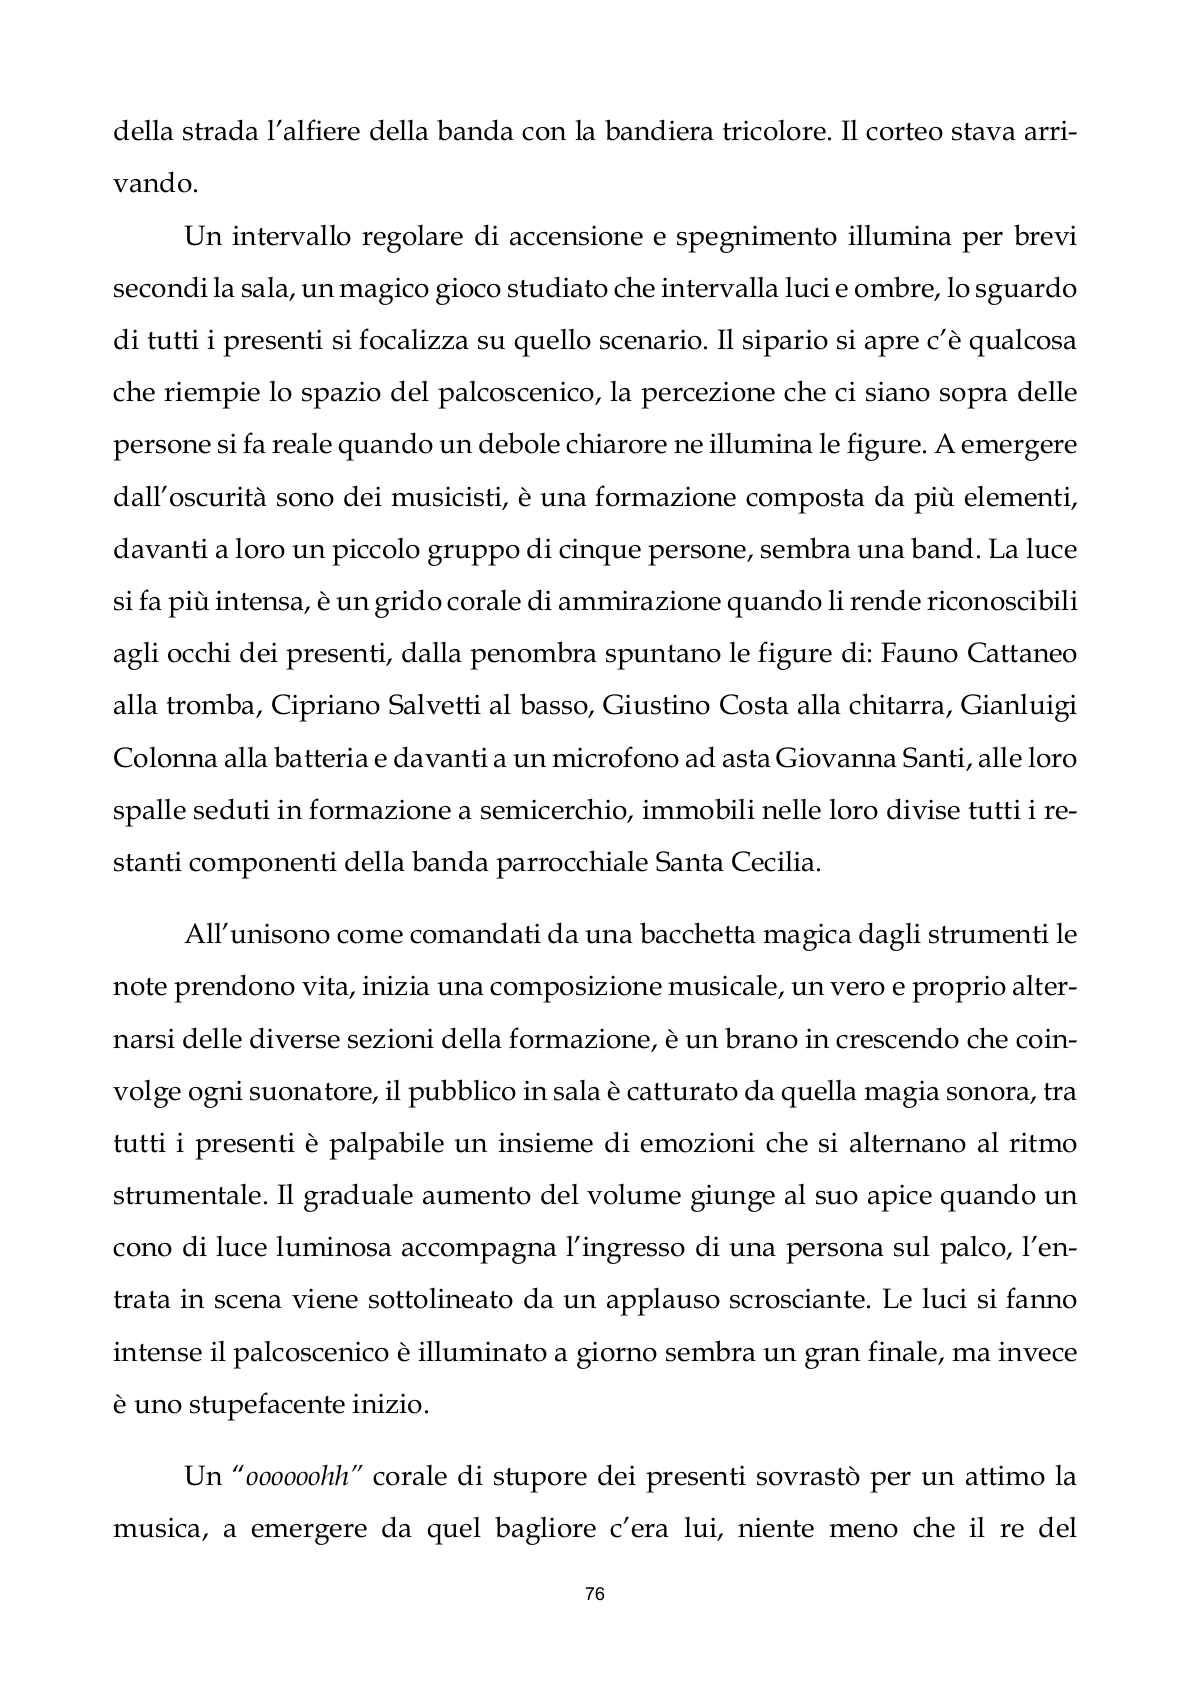 della strada l’alfiere della banda con la bandiera tricolore. Il corteo stava arri-
vando.
Un intervallo regolare di accensione e spegnimento illumina per brevi
secondi la sala, un magico gioco studiato che intervalla luci e ombre, lo sguardo
di tutti i presenti si focalizza su quello scenario. Il sipario si apre c’è qualcosa
che riempie lo spazio del palcoscenico, la percezione che ci siano sopra delle
persone si fa reale quando un debole chiarore ne illumina le figure. A emergere
dall’oscurità sono dei musicisti, è una formazione composta da più elementi,
davanti a loro un piccolo gruppo di cinque persone, sembra una band. La luce
si fa più intensa, è un grido corale di ammirazione quando li rende riconoscibili
agli occhi dei presenti, dalla penombra spuntano le figure di: Fauno Cattaneo
alla tromba, Cipriano Salvetti al basso, Giustino Costa alla chitarra, Gianluigi
Colonna alla batteria e davanti a un microfono ad asta Giovanna Santi, alle loro
spalle seduti in formazione a semicerchio, immobili nelle loro divise tutti i re-
stanti componenti della banda parrocchiale Santa Cecilia.
All’unisono come comandati da una bacchetta magica dagli strumenti le
note prendono vita, inizia una composizione musicale, un vero e proprio alter-
narsi delle diverse sezioni della formazione, è un brano in crescendo che coin-
volge ogni suonatore, il pubblico in sala è catturato da quella magia sonora, tra
tutti i presenti è palpabile un insieme di emozioni che si alternano al ritmo
strumentale. Il graduale aumento del volume giunge al suo apice quando un
cono di luce luminosa accompagna l’ingresso di una persona sul palco, l’en-
trata in scena viene sottolineato da un applauso scrosciante. Le luci si fanno
intense il palcoscenico è illuminato a giorno sembra un gran finale, ma invece
è uno stupefacente inizio.
Un “oooooohh” corale di stupore dei presenti sovrastò per un attimo la
musica, a emergere da quel bagliore c’era lui, niente meno che il re del
76